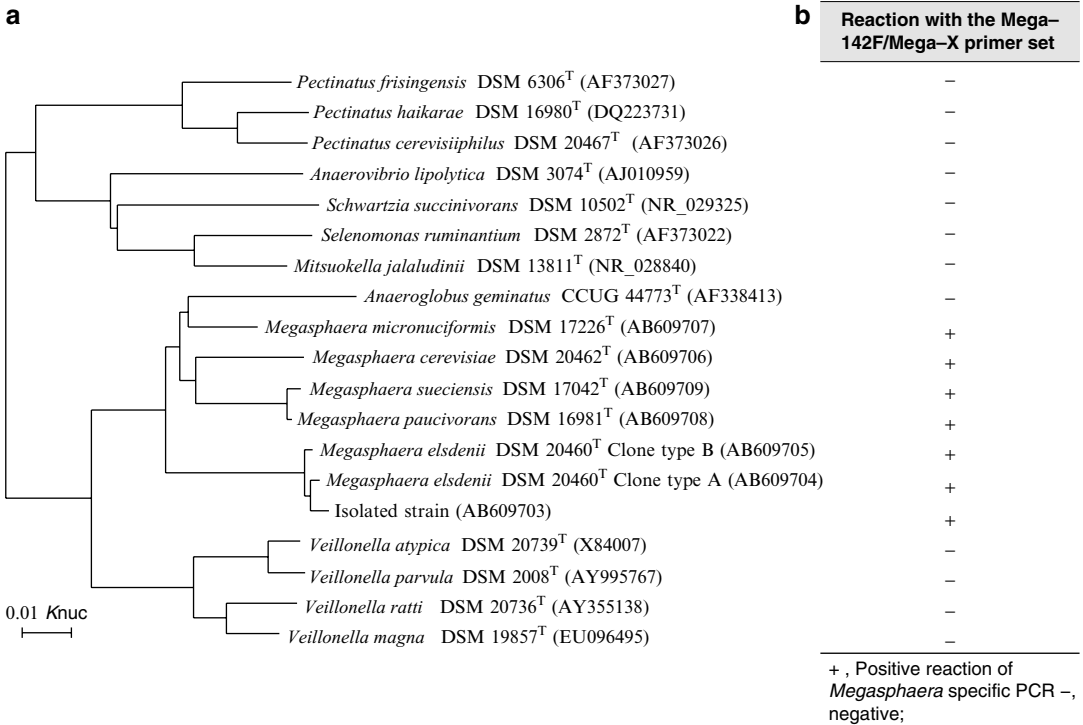 a
b
Reaction with the Mega–
142F/Mega–X primer set
Pectinatus frisingensis DSM 6306T (AF373027) –
Pectinatus haikarae DSM 16980T (DQ223731) –
Pectinatus cerevisiiphilus DSM 20467T (AF373026) –
Anaerovibrio lipolytica DSM 3074T (AJ010959) –
Schwartzia succinivorans DSM 10502T (NR_029325) –
Selenomonas ruminantium DSM 2872T (AF373022) –
Mitsuokella jalaludinii DSM 13811T (NR_028840) –
Anaeroglobus geminatus CCUG 44773T (AF338413) –
Megasphaera micronuciformis DSM 17226T (AB609707) +
Megasphaera cerevisiae DSM 20462T (AB609706) +
Megasphaera sueciensis DSM 17042T (AB609709) +
Megasphaera paucivorans DSM 16981T (AB609708) +
Megasphaera elsdenii DSM 20460T Clone type B (AB609705) +
Megasphaera elsdenii DSM 20460T Clone type A (AB609704) +
Isolated strain (AB609703) +
Veillonella atypica DSM 20739T (X84007) –
Veillonella parvula DSM 2008T (AY995767) –
Veillonella ratti DSM 20736T (AY355138) –
Veillonella magna DSM 19857T (EU096495) –
0.01 Knuc
+ , Positive reaction of
Megasphaera specific PCR –,
negative;